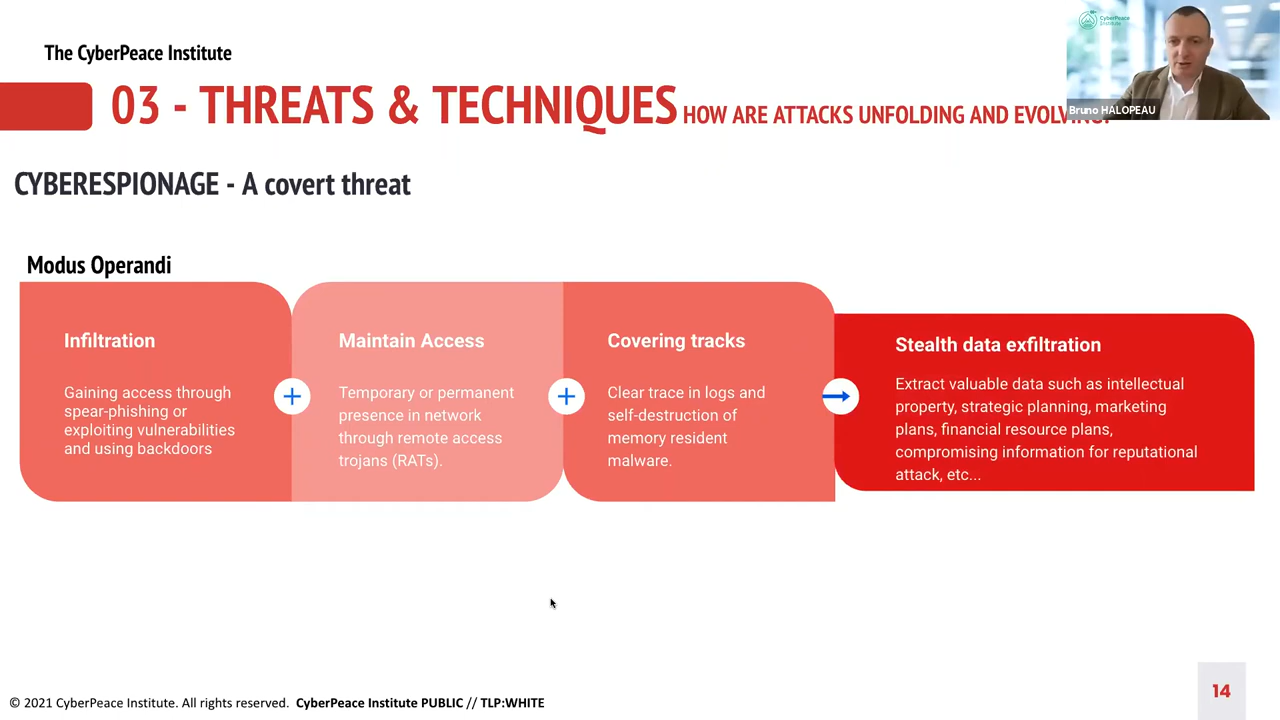 The CyberPeace Institute
CyberPeace
Institute
03 - THREATS & TECHNIQUES HOW ARE ATTACKS UNFOLDING AND EVOLVING?
Bruno HALOPEAU
CYBERESPIONAGE - A covert threat
Modus Operandi
Infiltration
Gaining access through
spear-phishing or
exploiting vulnerabilities
and using backdoors
Maintain Access
Temporary or permanent
presence in network
through remote access
trojans (RATs).
Covering tracks
Clear trace in logs and
self-destruction of
memory resident
malware.
Stealth data exfiltration
Extract valuable data such as intellectual
property, strategic planning, marketing
plans, financial resource plans,
compromising information for reputational
attack, etc...
© 2021 CyberPeace Institute. All rights reserved. CyberPeace Institute PUBLIC // TLP:WHITE
14